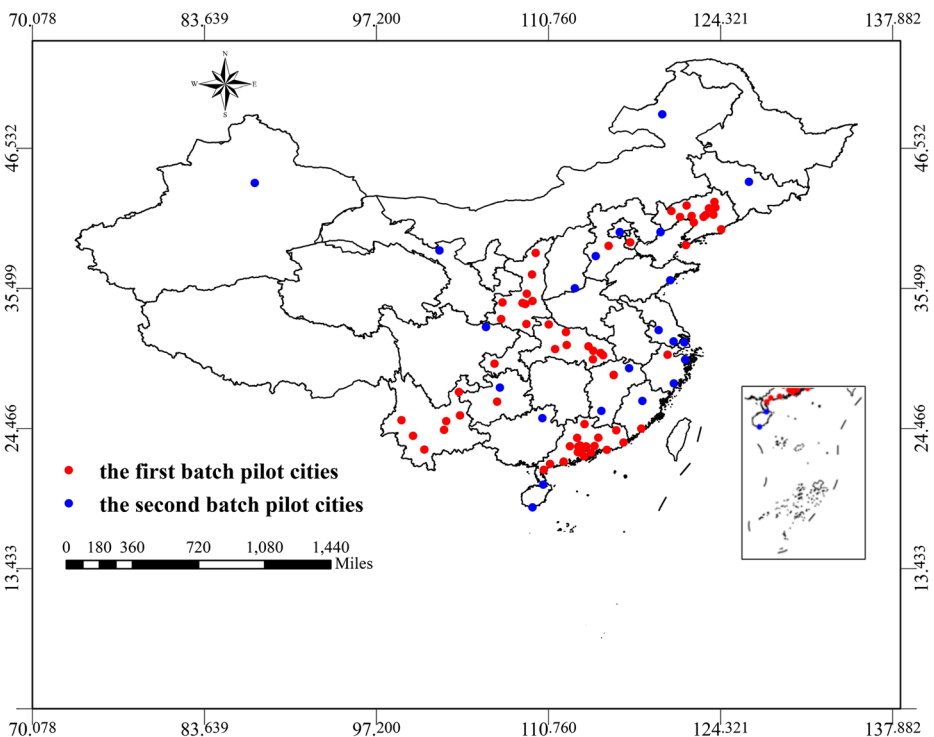 70.078 83.639 97.200 110.760 124.321 137.882
N
W E
S
46.532 46.532
35.499 35.499
24.466 24.466
13.433 13.433
the first batch pilot cities
the second batch pilot cities
0 180 360 720 1,080 1,440
Miles
70.078 83.639 97.200 110.760 124.321 137.882